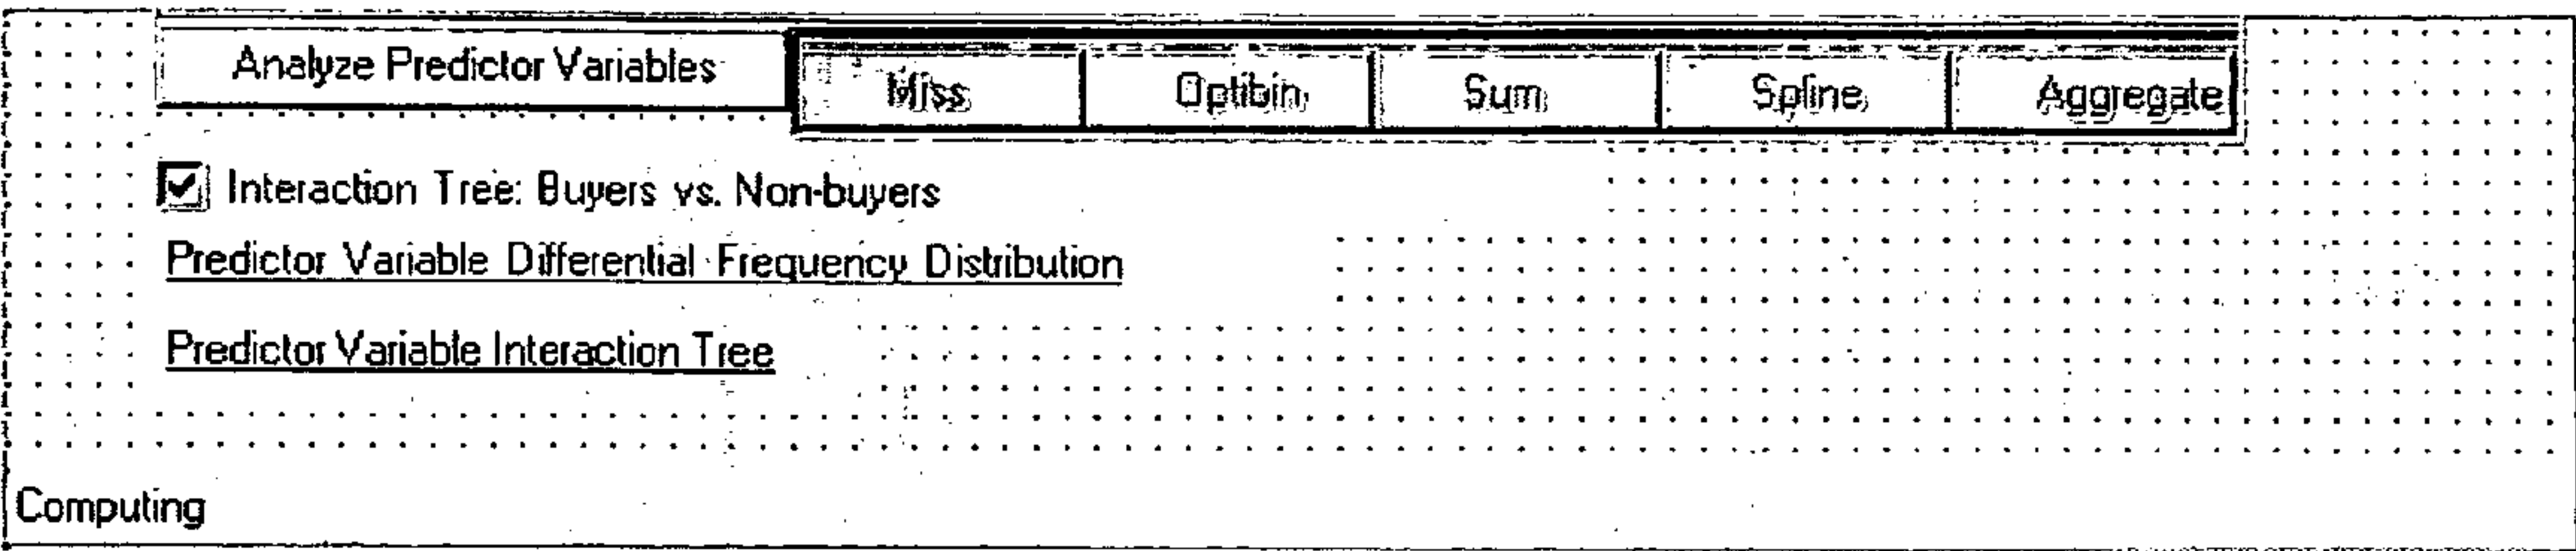 Analyze Predictor Variables Miss Optibin Sum Spline Aggregate
Interaction Tree: Buyers vs. Non-buyers
Predictor Variable Differential Frequency Distribution
Predictor Variable Interaction Tree
Computing